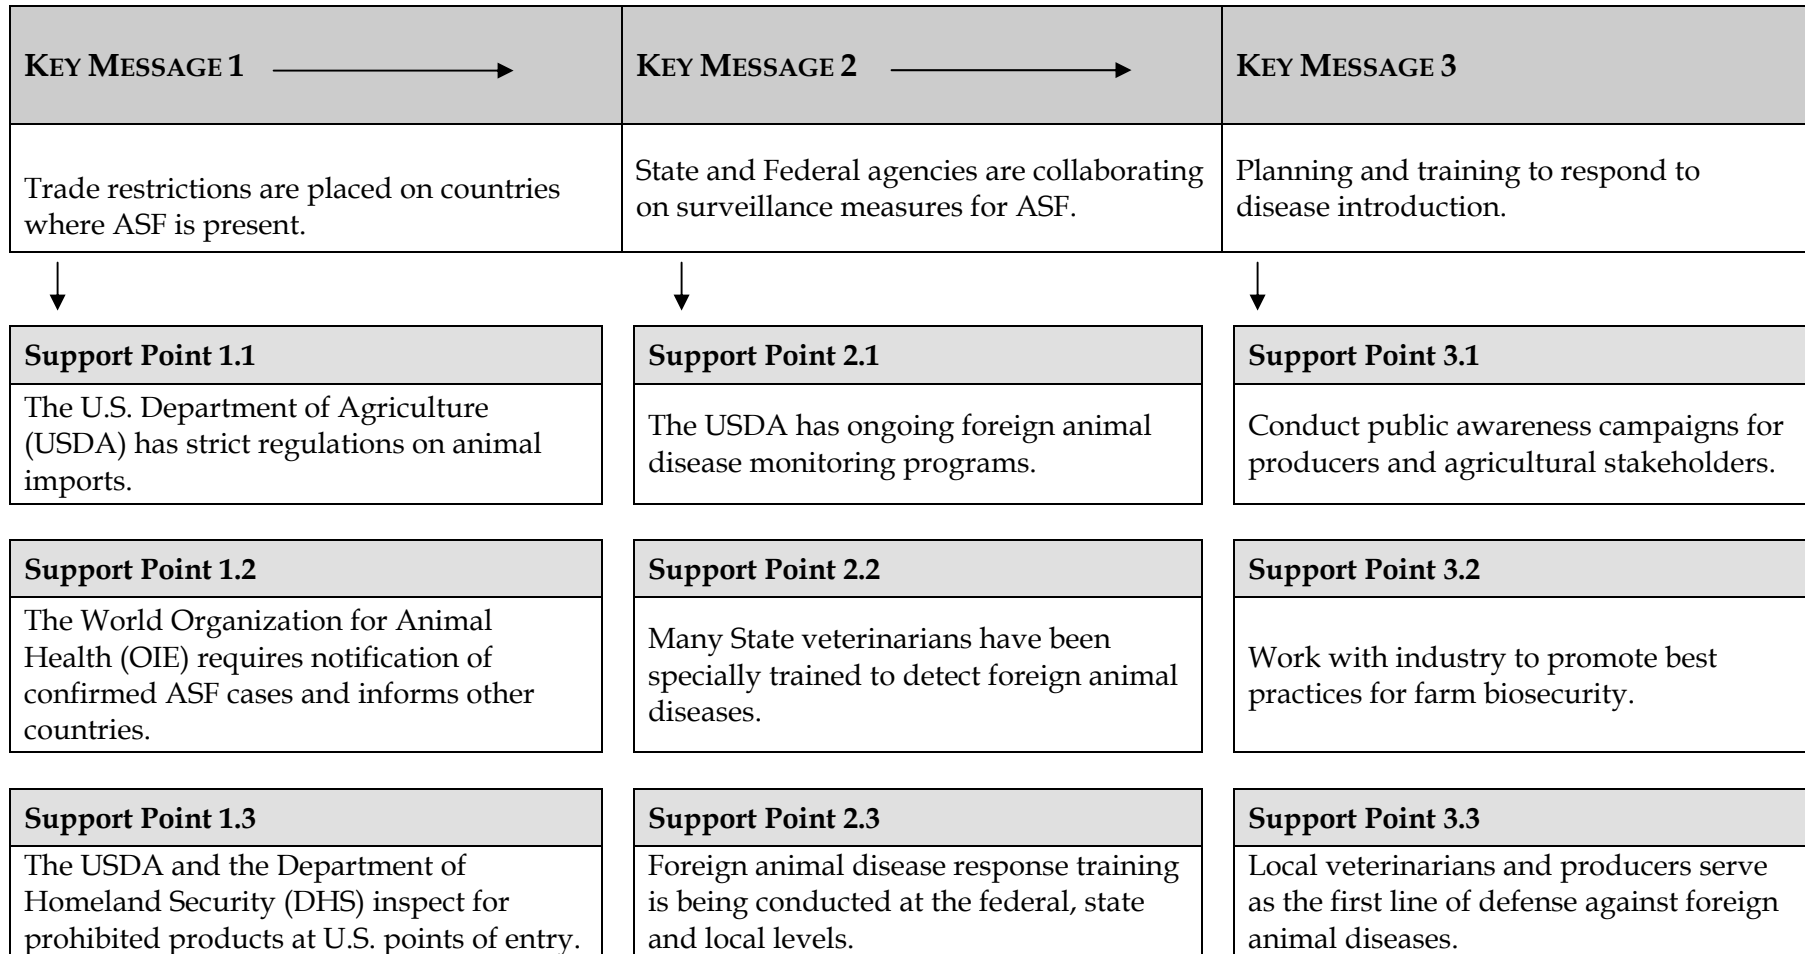 KEY MESSAGE 1
KEY MESSAGE 2
KEY MESSAGE 3
Trade restrictions are placed on countries
where ASF is present.
State and Federal agencies are collaborating
on surveillance measures for ASF.
Planning and training to respond to
disease introduction.
Support Point 1.1
Support Point 2.1
Support Point 3.1
The U.S. Department of Agriculture
(USDA) has strict regulations on animal
imports.
The USDA has ongoing foreign animal
disease monitoring programs.
Conduct public awareness campaigns for
producers and agricultural stakeholders.
Support Point 1.2
Support Point 2.2
Support Point 3.2
The World Organization for Animal
Health (OIE) requires notification of
confirmed ASF cases and informs other
countries.
Many State veterinarians have been
specially trained to detect foreign animal
diseases.
Work with industry to promote best
practices for farm biosecurity.
Support Point 1.3
Support Point 2.3
Support Point 3.3
The USDA and the Department of
Homeland Security (DHS) inspect for
prohibited products at U.S. points of entry.
Foreign animal disease response training
is being conducted at the federal, state
and local levels.
Local veterinarians and producers serve
as the first line of defense against foreign
animal diseases.